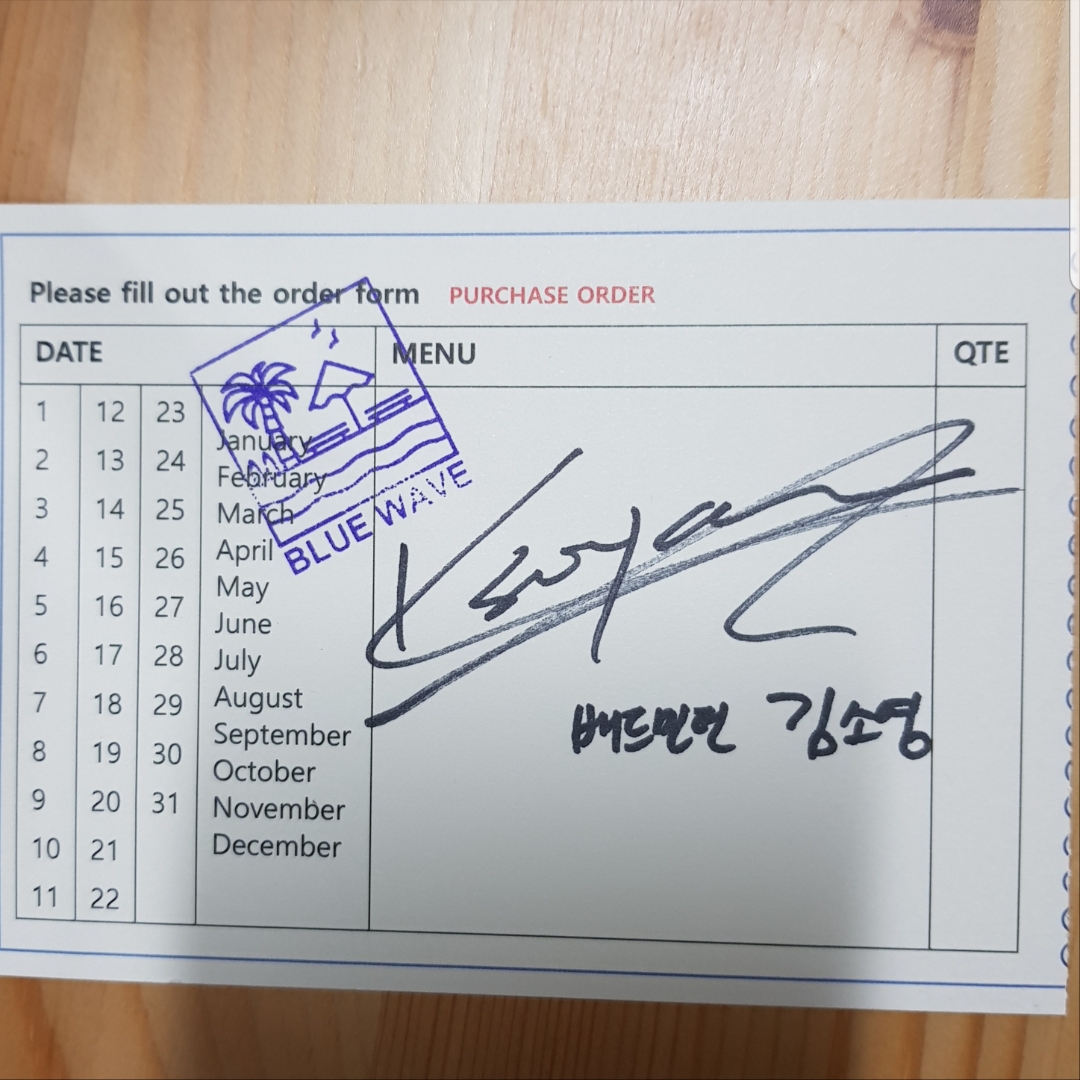 Please fill out the order form PURCHASE ORDER
DATE MENU QTE
1 12 23
2 13 24
3 14 25
4 15 26
5 16 27
6 17 28
7 18 29
8 19 30
9 20 31
10 21
11 22
January
February
March
April
May
June
July
August
September
October
November
December
BLUE WAVE
배드민턴 김소영